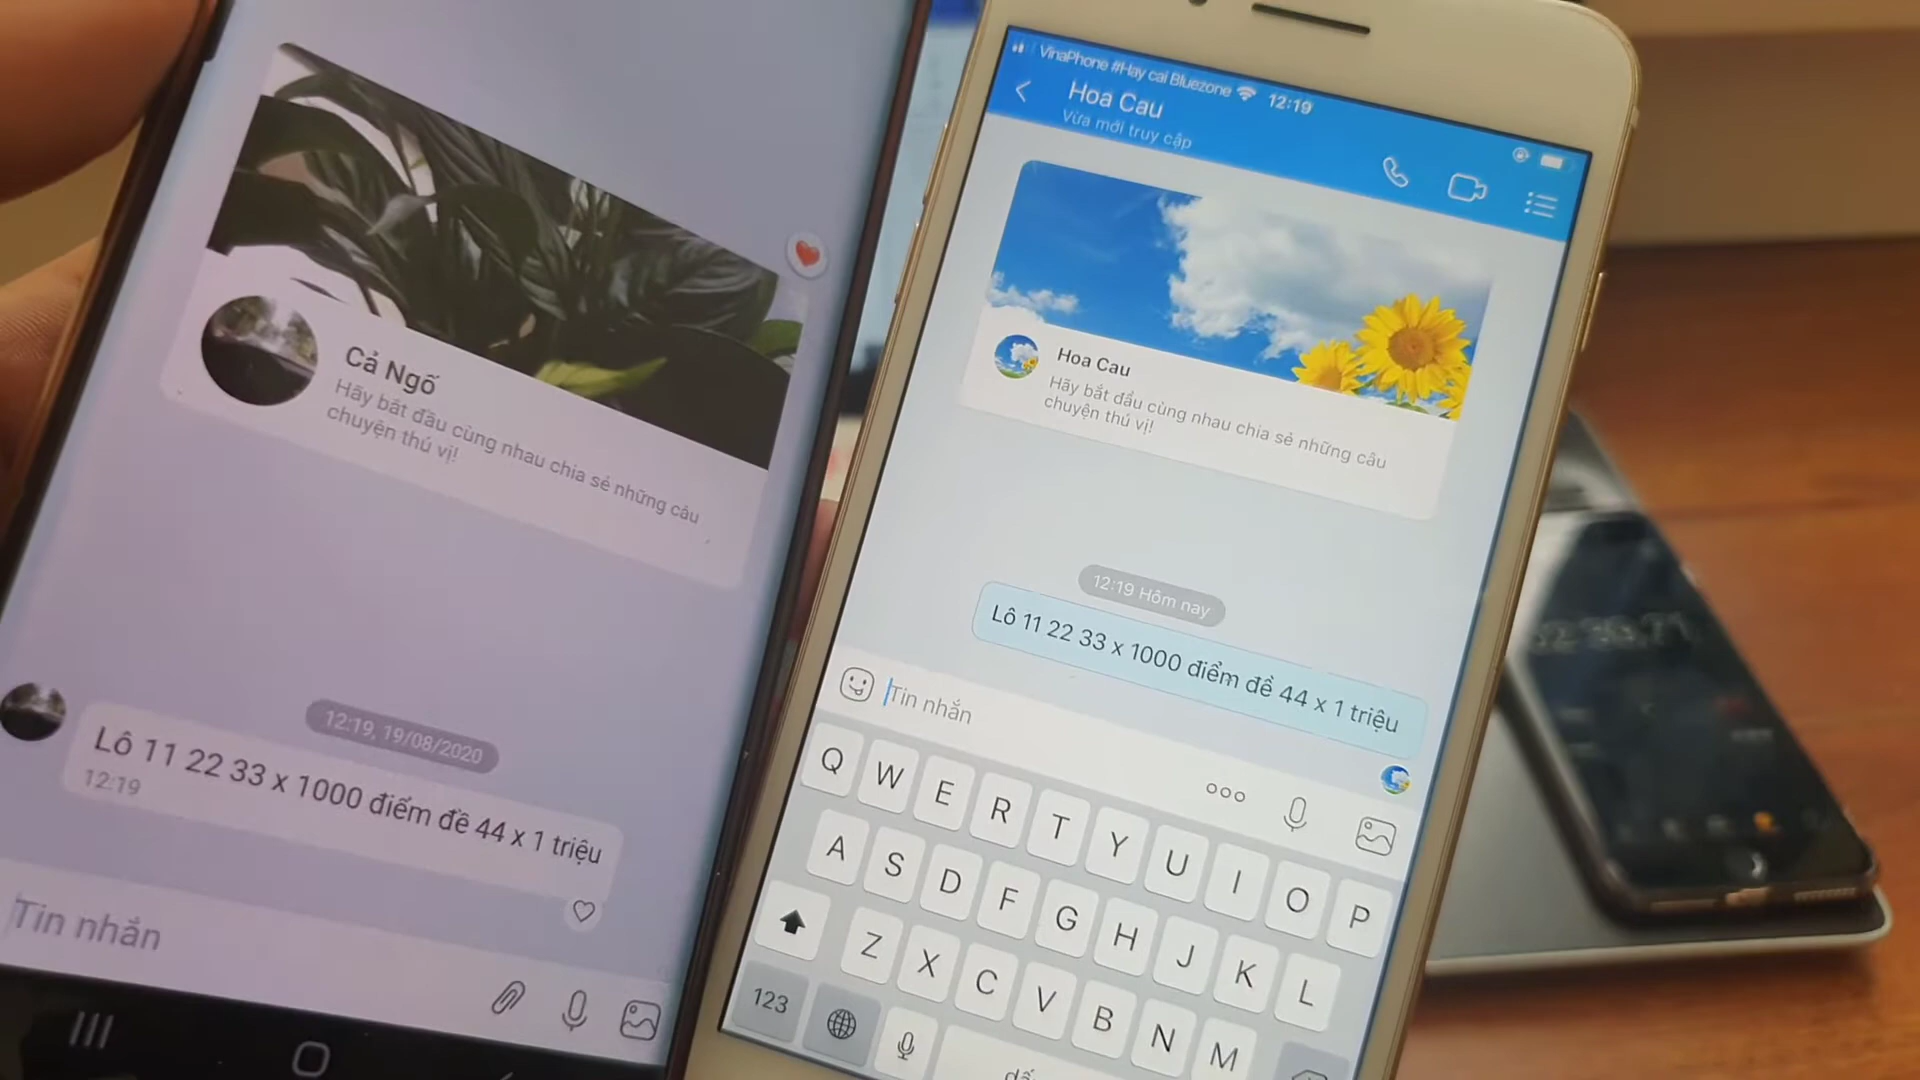 Cả Ngố
Hãy bắt đầu cùng nhau chia sẻ những câu
chuyện thú vị!
12:19, 19/08/2020
Lô 11 22 33 x 1000 điểm đề 44 x 1 triệu
12:19
Tin nhắn
VinaPhone #Hay cai Bluezone 12:19
Hoa Cau
Vừa mới truy cập
Hoa Cau
Hãy bắt đầu cùng nhau chia sẻ những câu
chuyện thú vị!
12:19 Hôm nay
Lô 11 22 33 x 1000 điểm đề 44 x 1 triệu
Tin nhắn
Q W E R T Y U I O P
A S D F G H J K L
Z X C V B N M
123